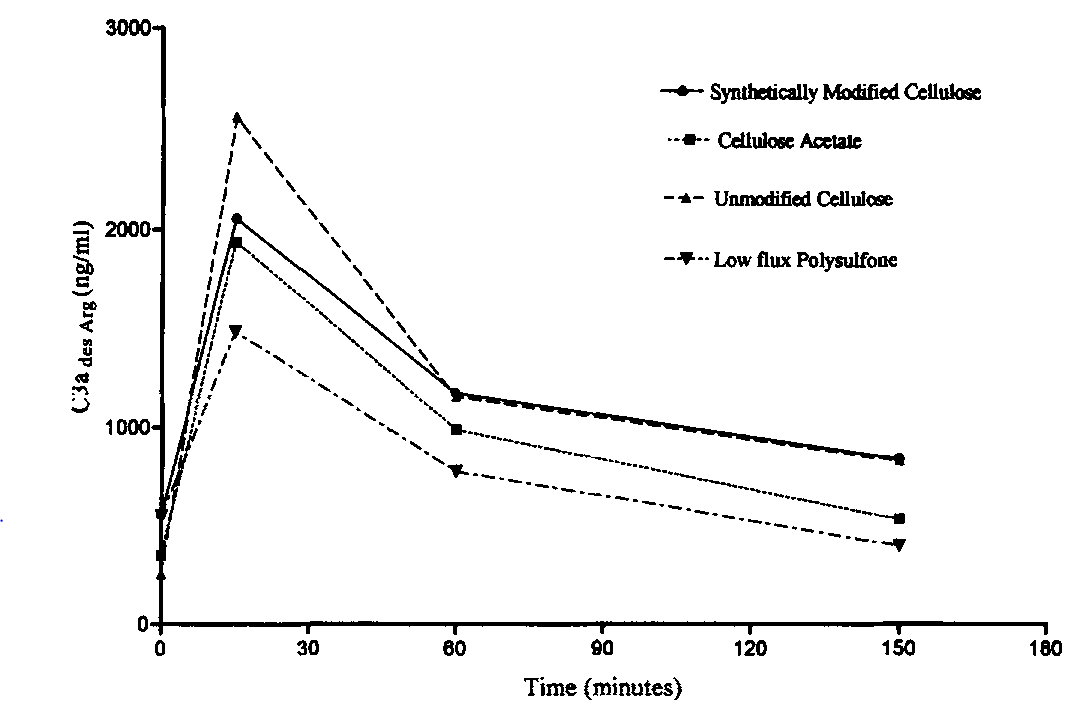 3000
2000
1000
0
C3a des Arg (ng/ml)
Synthetically Modified Cellulose
Cellulose Acetate
Unmodified Cellulose
Low flux Polysulfone
0 30 60 90 120 150 180
Time (minutes)